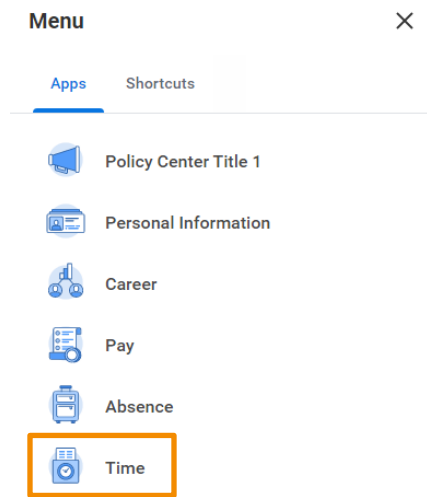 Menu
Apps Shortcuts
Policy Center Title 1
Personal Information
Career
Pay
Absence
Time